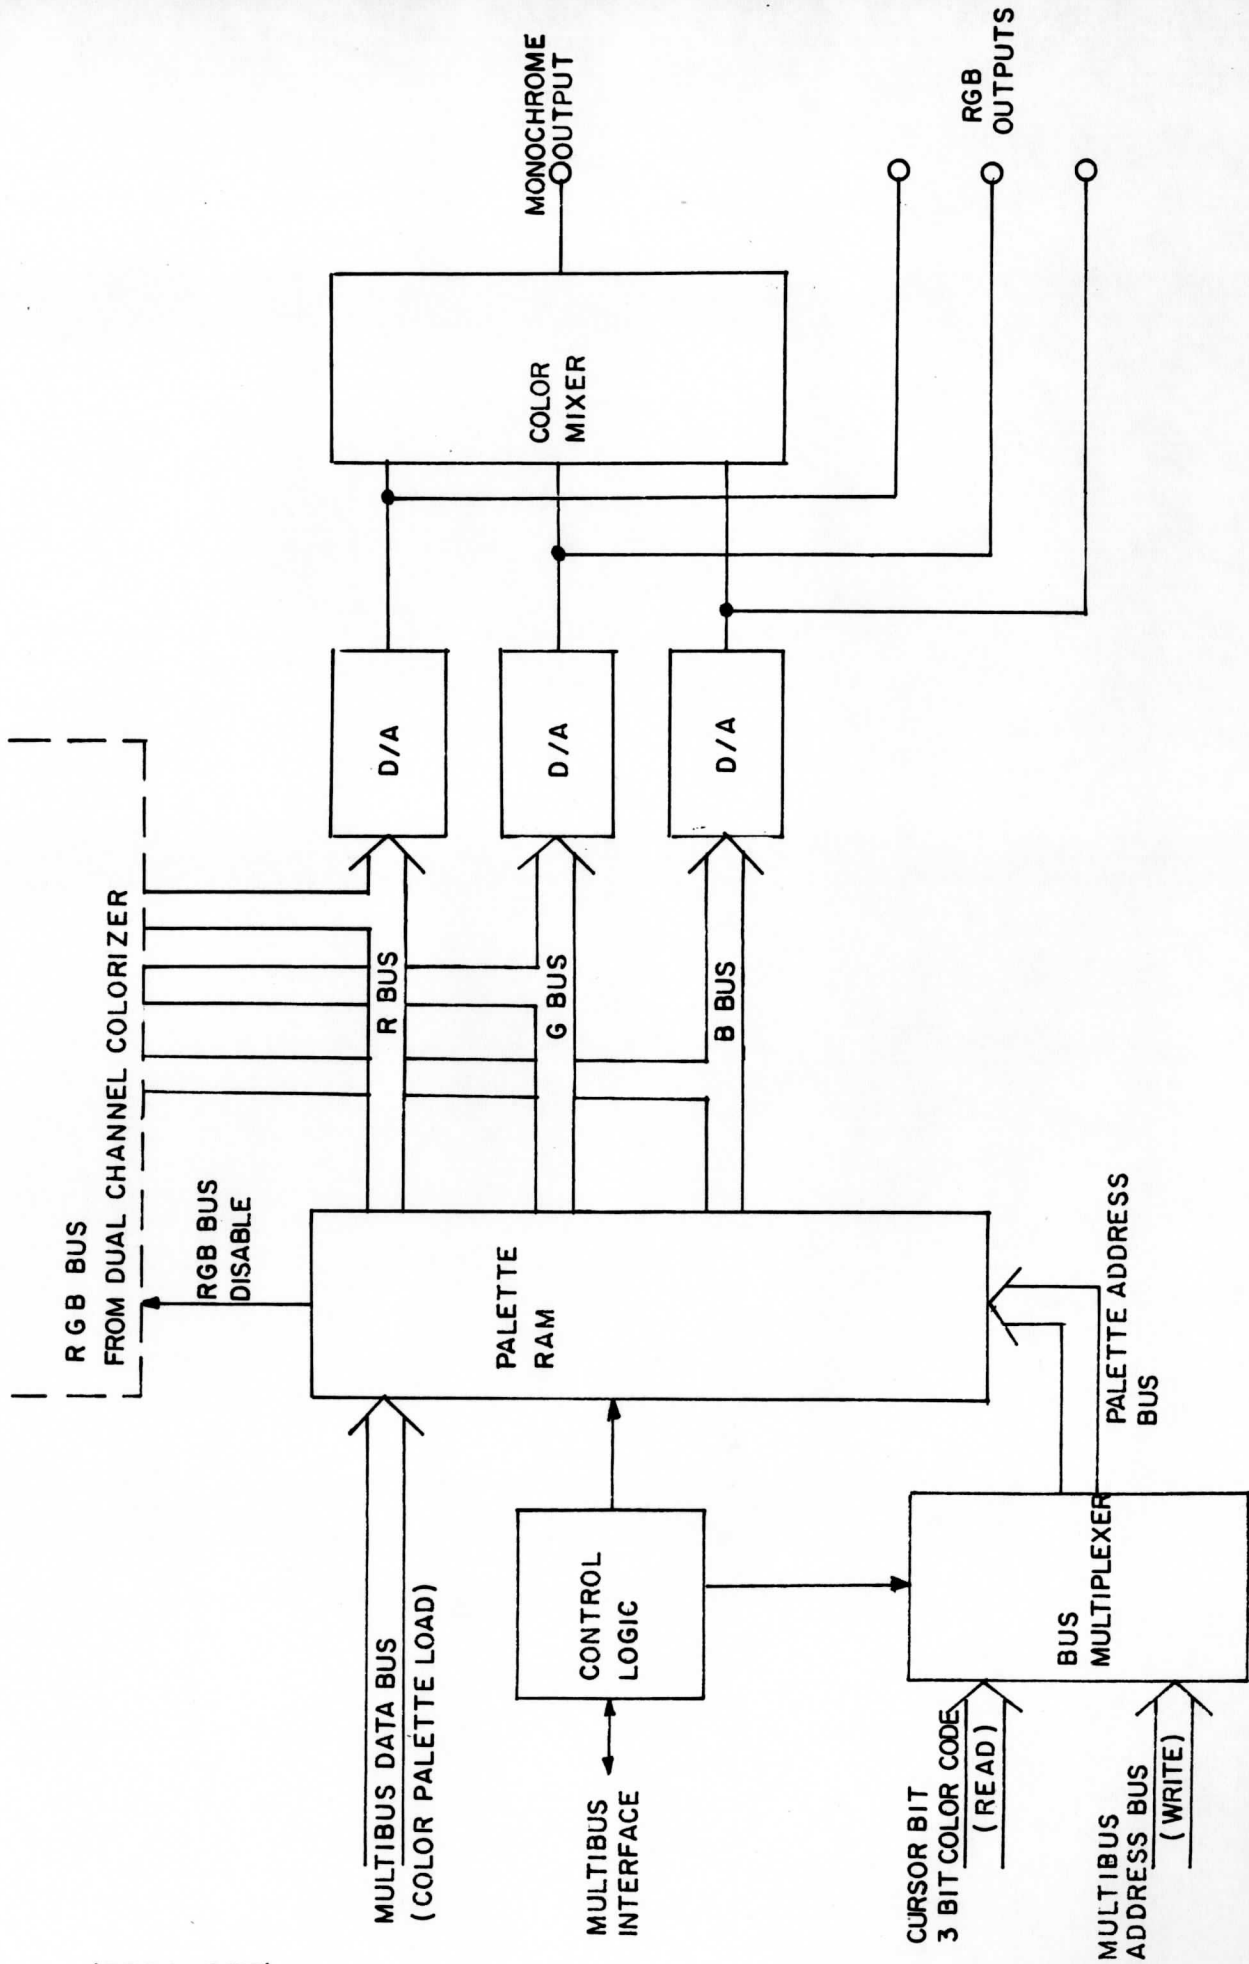 RGB BUS
FROM DUAL CHANNEL COLORIZER
RGB BUS
DISABLE
MULTIBUS DATA BUS
(COLOR PALETTE LOAD)
PALETTE
RAM
R BUS
G BUS
B BUS
D/A
D/A
D/A
COLOR
MIXER
MONOCHROME
OUTPUT
RGB
OUTPUTS
MULTIBUS
INTERFACE
CONTROL
LOGIC
CURSOR BIT
3 BIT COLOR CODE
(READ)
MULTIBUS
ADDRESS BUS
(WRITE)
BUS
MULTIPLEXER
PALETTE ADDRESS
BUS